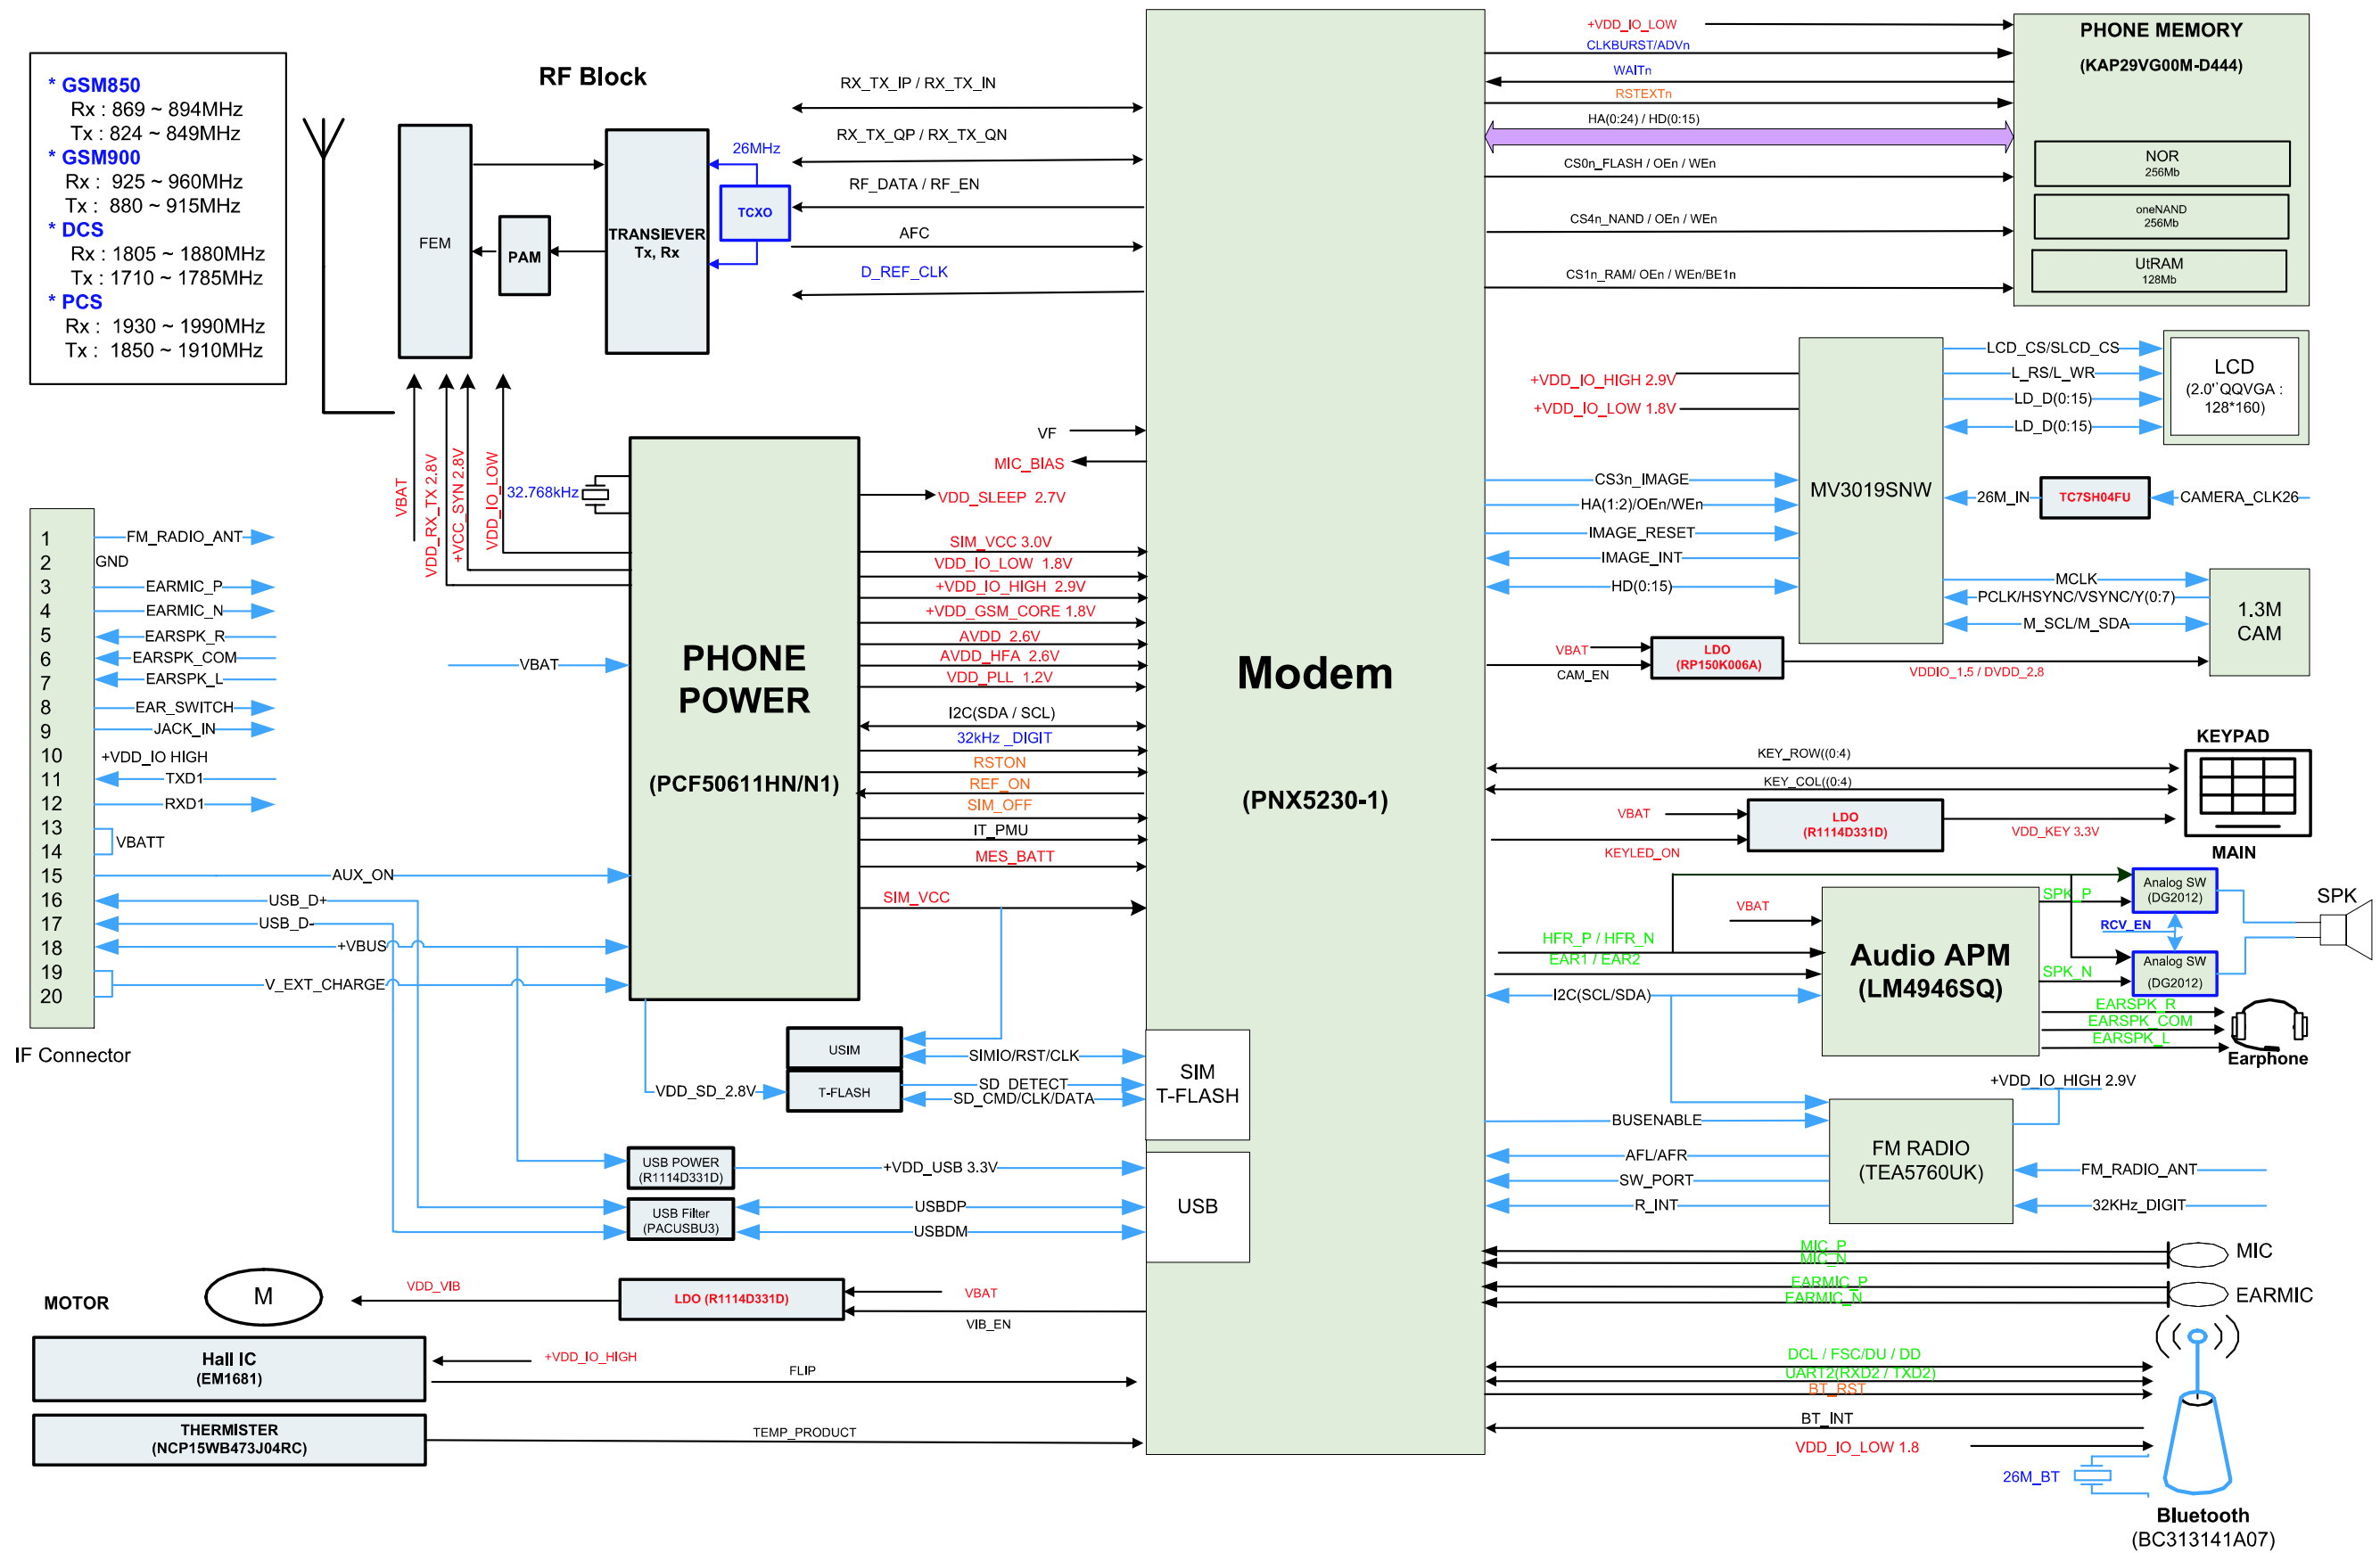 * GSM850
Rx : 869 ~ 894MHz
Tx : 824 ~ 849MHz
* GSM900
Rx :  925 ~ 960MHz
Tx :  880 ~ 915MHz
* DCS
Rx : 1805 ~ 1880MHz
Tx : 1710 ~ 1785MHz
* PCS
Rx :  1930 ~ 1990MHz
Tx :  1850 ~ 1910MHz
RF Block
FEM
PAM
TRANSIEVER
Tx, Rx
26MHz
TCXO
RX_TX_IP / RX_TX_IN
RX_TX_QP / RX_TX_QN
RF_DATA / RF_EN
AFC
D_REF_CLK
VBAT
VDD_RX_TX 2.8V
+VCC_SYN 2.8V
VDD_IO_LOW
32.768kHz
VF
MIC_BIAS
VDD_SLEEP  2.7V
SIM_VCC 3.0V
VDD_IO_LOW  1.8V
+VDD_IO_HIGH  2.9V
+VDD_GSM_CORE 1.8V
AVDD  2.6V
AVDD_HFA  2.6V
VDD_PLL  1.2V
I2C(SDA / SCL)
32kHz _DIGIT
RSTON
REF_ON
SIM_OFF
IT_PMU
MES_BATT
SIM_VCC
VBAT
PHONE
POWER
(PCF50611HN/N1)
1
FM_RADIO_ANT
2
GND
3
EARMIC_P
4
EARMIC_N
5
EARSPK_R
6
EARSPK_COM
7
EARSPK_L
8
EAR_SWITCH
9
JACK_IN
10
+VDD_IO HIGH
11
TXD1
12
RXD1
13
14
VBATT
15
AUX_ON
16
USB_D+
17
USB_D-
18
+VBUS
19
20
V_EXT_CHARGE
IF Connector
USIM
T-FLASH
SIMIO/RST/CLK
SD_DETECT
SD_CMD/CLK/DATA
VDD_SD_2.8V
SIM
T-FLASH
USB POWER
(R1114D331D)
+VDD_USB 3.3V
USB Filter
(PACUSBU3)
USBDP
USBDM
USB
MOTOR
M
VDD_VIB
LDO (R1114D331D)
VBAT
VIB_EN
Hall IC
(EM1681)
+VDD_IO_HIGH
FLIP
THERMISTER
(NCP15WB473J04RC)
TEMP_PRODUCT
Modem
(PNX5230-1)
+VDD_IO_LOW
CLKBURST/ADVn
WAITn
RSTEXTn
HA(0:24) / HD(0:15)
CS0n_FLASH / OEn / WEn
CS4n_NAND / OEn / WEn
CS1n_RAM/ OEn / WEn/BE1n
PHONE MEMORY
(KAP29VG00M-D444)
NOR
256Mb
oneNAND
256Mb
UtRAM
128Mb
+VDD_IO_HIGH 2.9V
+VDD_IO_LOW 1.8V
CS3n_IMAGE
HA(1:2)/OEn/WEn
IMAGE_RESET
IMAGE_INT
HD(0:15)
MV3019SNW
LCD_CS/SLCD_CS
L_RS/L_WR
LD_D(0:15)
LD_D(0:15)
LCD
(2.0'`QQVGA :
128*160)
26M_IN
TC7SH04FU
CAMERA_CLK26
MCLK
PCLK/HSYNC/VSYNC/Y(0:7)
M_SCL/M_SDA
1.3M
CAM
VBAT
CAM_EN
LDO
(RP150K006A)
VDDIO_1.5 / DVDD_2.8
KEY_ROW((0:4)
KEY_COL((0:4)
KEYPAD
MAIN
VBAT
KEYLED_ON
LDO
(R1114D331D)
VDD_KEY 3.3V
VBAT
HFR_P / HFR_N
EAR1 / EAR2
I2C(SCL/SDA)
Audio APM
(LM4946SQ)
SPK_P
SPK_N
Analog SW
(DG2012)
RCV_EN
Analog SW
(DG2012)
SPK
EARSPK_R
EARSPK_COM
EARSPK_L
Earphone
+VDD_IO_HIGH 2.9V
BUSENABLE
AFL/AFR
SW_PORT
R_INT
FM RADIO
(TEA5760UK)
FM_RADIO_ANT
32KHz_DIGIT
MIC_P
MIC_N
MIC
EARMIC_P
EARMIC_N
EARMIC
DCL / FSC/DU / DD
UART2(RXD2 / TXD2)
BT_RST
BT_INT
VDD_IO_LOW 1.8
26M_BT
Bluetooth
(BC313141A07)